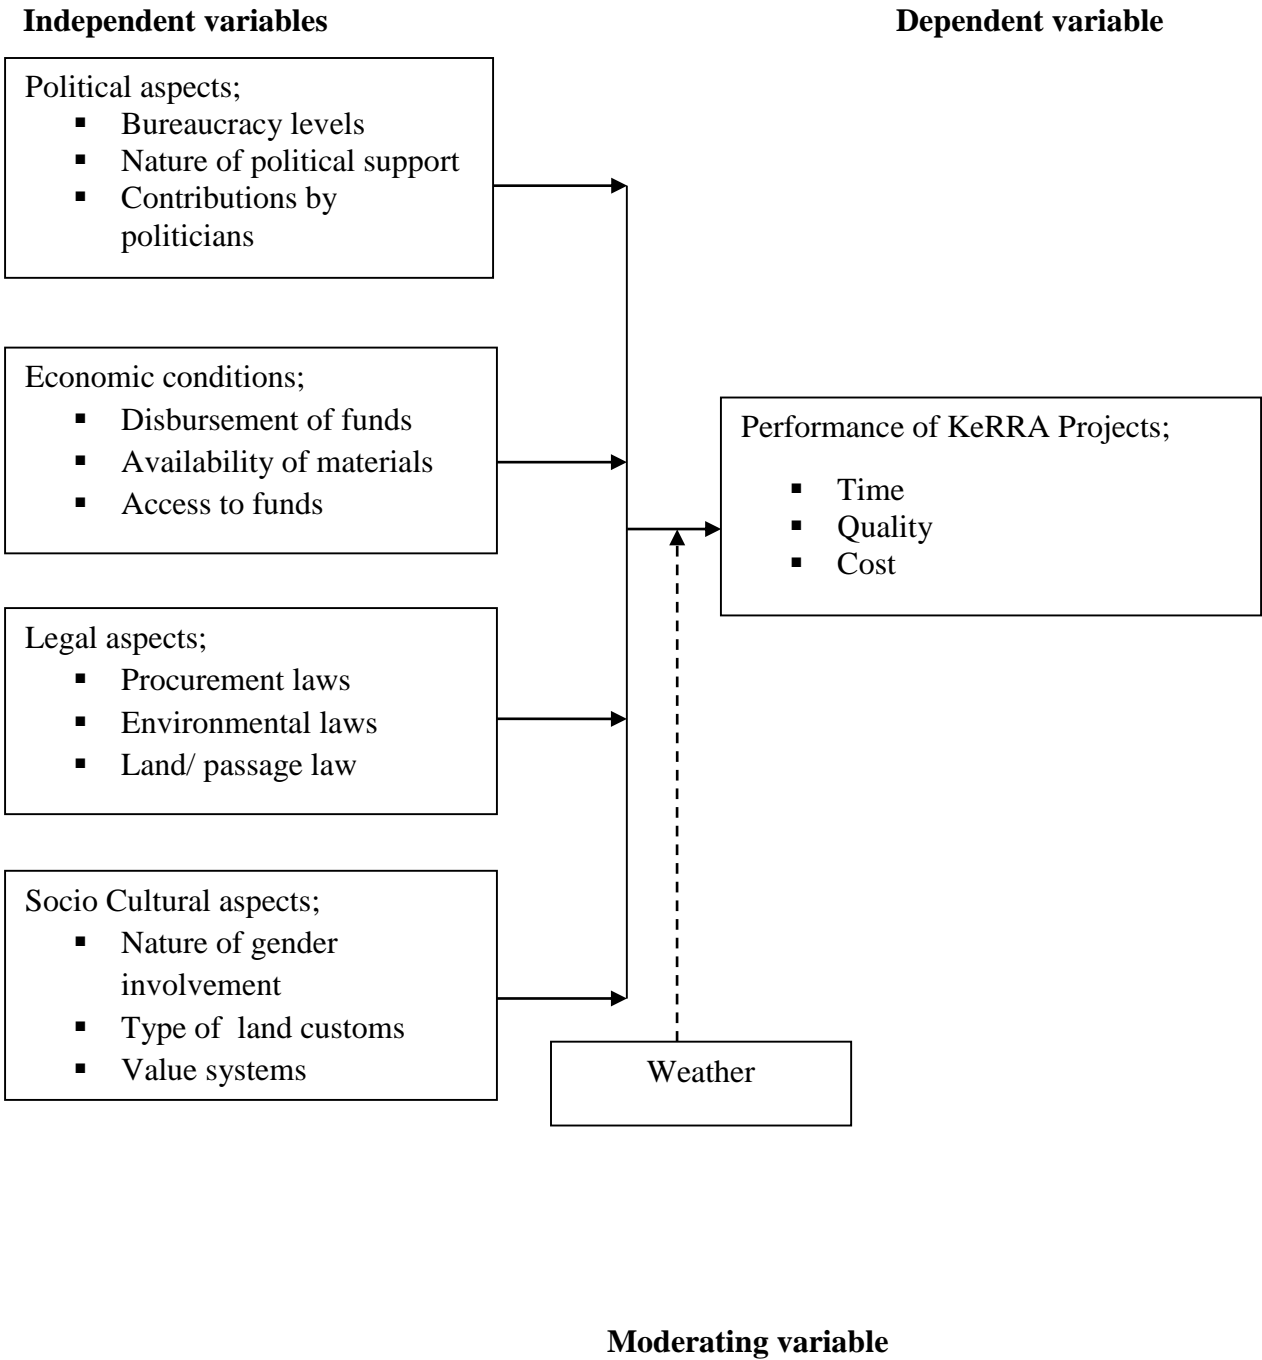 Independent variables
Dependent variable
Political aspects;
▪ Bureaucracy levels
▪ Nature of political support
▪ Contributions by
politicians
Economic conditions;
▪ Disbursement of funds
▪ Availability of materials
▪ Access to funds
Performance of KeRRA Projects;
▪ Time
▪ Quality
▪ Cost
Legal aspects;
▪ Procurement laws
▪ Environmental laws
▪ Land/ passage law
Socio Cultural aspects;
▪ Nature of gender
involvement
▪ Type of  land customs
▪ Value systems
Weather
Moderating variable